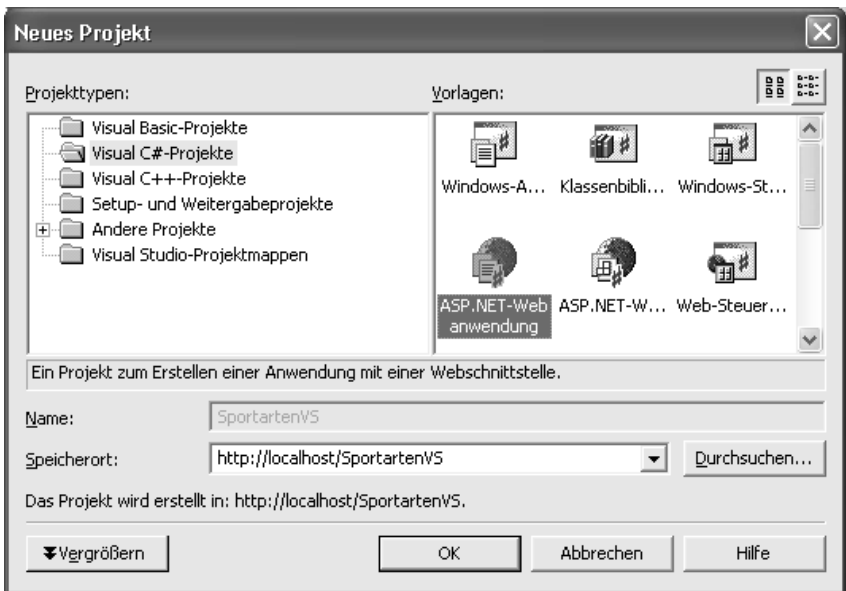 Neues Projekt
Projekttypen:
Vorlagen:
Visual Basic-Projekte
Visual C#-Projekte
Visual C++-Projekte
Setup- und Weitergabeprojekte
Andere Projekte
Visual Studio-Projektmappen
Windows-A...
Klassenbibli...
Windows-St...
ASP.NET-Web
anwendung
ASP.NET-W...
Web-Steuer...
Ein Projekt zum Erstellen einer Anwendung mit einer Webschnittstelle.
Name:
SportartenVS
Speicherort:
http://localhost/SportartenVS
Durchsuchen...
Das Projekt wird erstellt in: http://localhost/SportartenVS.
Vergrößern
OK
Abbrechen
Hilfe